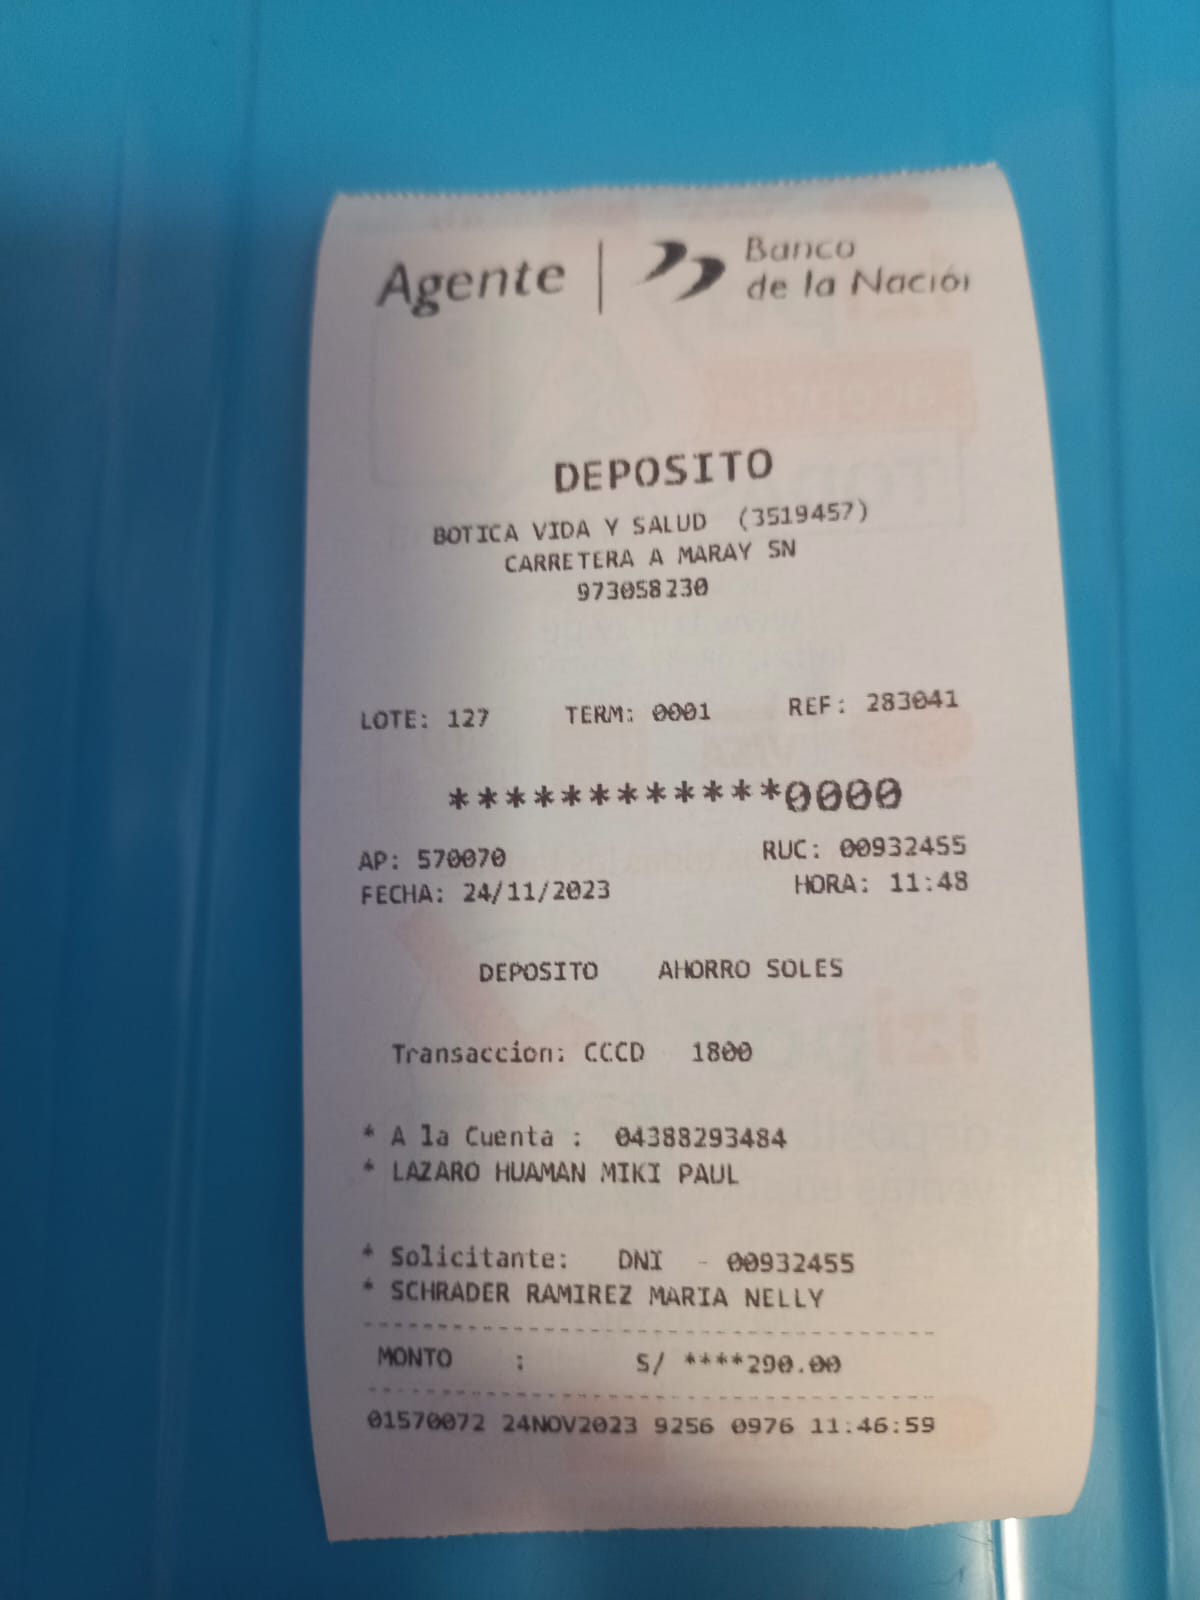 Agente | Banco
de la Nación
DEPOSITO
BOTICA VIDA Y SALUD (3519457)
CARRETERA A MARAY SN
973058230
LOTE: 127 TERM: 0001 REF: 283041
************0000
AP: 570070 RUC: 00932455
FECHA: 24/11/2023 HORA: 11:48
DEPOSITO AHORRO SOLES
Transaccion: CCCD 1800
* A la Cuenta : 04388293484
* LAZARO HUAMAN MIKI PAUL
* Solicitante: DNI - 00932455
* SCHRADER RAMIREZ MARIA NELLY
MONTO : S/ ****290.00
01570072 24NOV2023 9256 0976 11:46:59